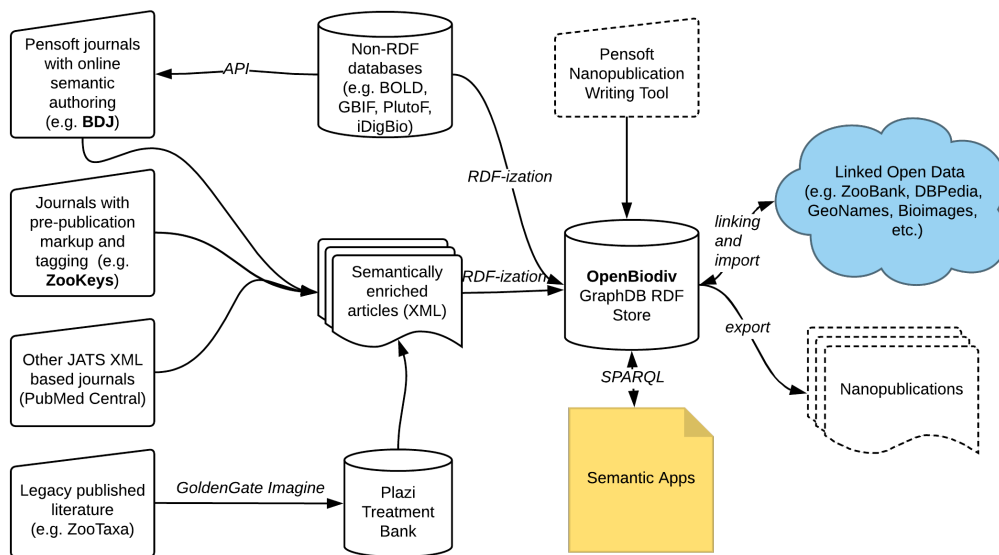 Pensoft journals
with online
semantic
authoring
(e.g. BDJ)
API
Non-RDF
databases
(e.g. BOLD,
GBIF, PlutoF,
iDigBio)
Pensoft
Nanopublication
Writing Tool
RDF-ization
Linked Open Data
(e.g. ZooBank, DBPedia,
GeoNames, Bioimages,
etc.)
Journals with
pre-publication
markup and
tagging (e.g.
ZooKeys)
Semantically
enriched
articles (XML)
RDF-ization
OpenBiodiv
GraphDB RDF
Store
linking
and
import
export
Other JATS XML
based journals
(PubMed Central)
SPARQL
Nanopublications
Legacy published
literature
(e.g. ZooTaxa)
GoldenGate Imagine
Plazi
Treatment
Bank
Semantic Apps